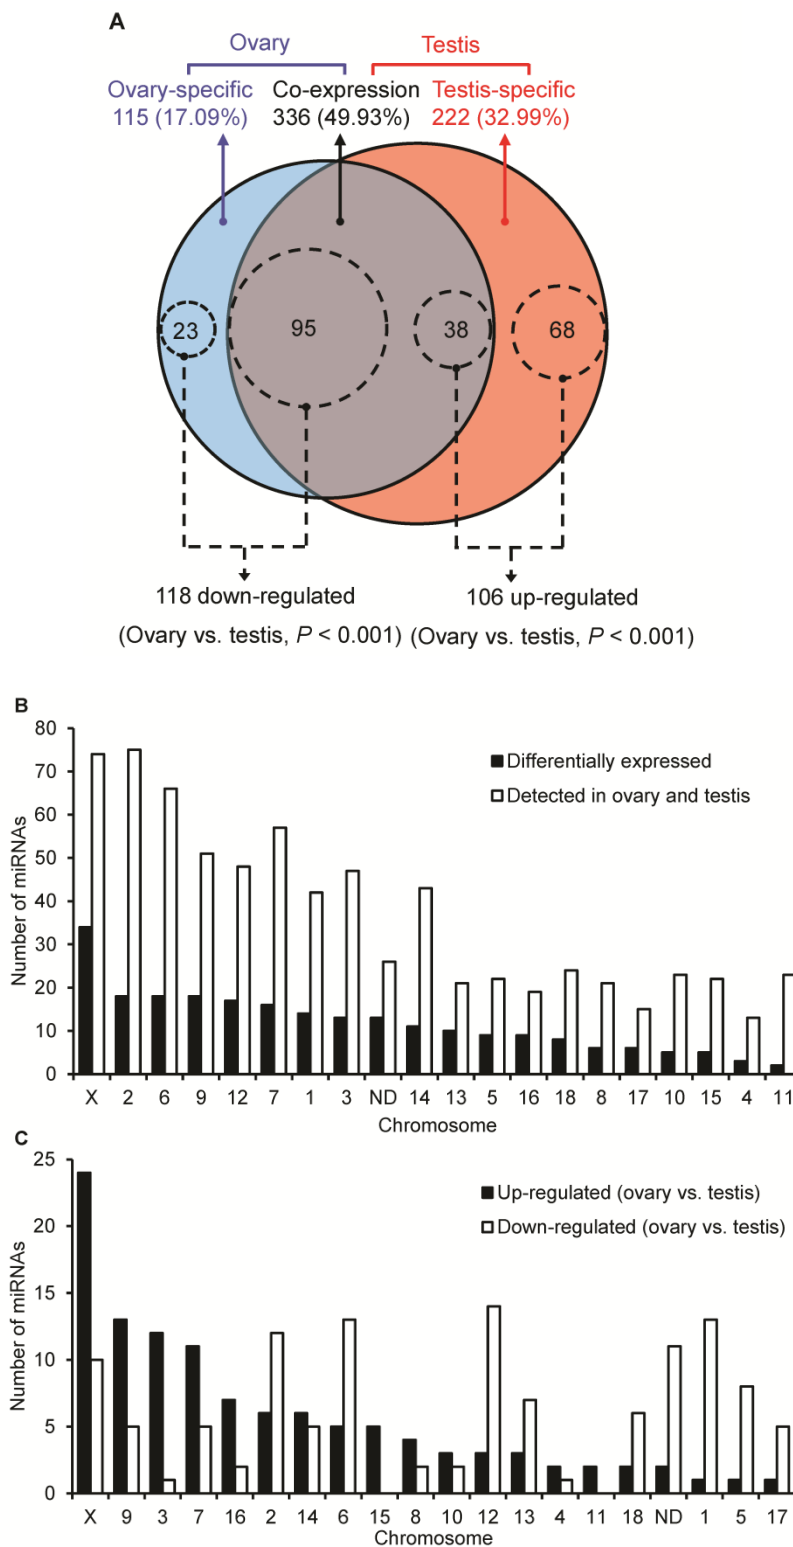 A
Ovary Testis
Ovary-specific Co-expression Testis-specific
115 (17.09%) 336 (49.93%) 222 (32.99%)
23 95 38 68
118 down-regulated 106 up-regulated
(Ovary vs. testis, P < 0.001) (Ovary vs. testis, P < 0.001)
B
80
70
60
50
40
30
20
10
0
Number of miRNAs
Differentially expressed
Detected in ovary and testis
X 2 6 9 12 7 1 3 ND 14 13 5 16 18 8 17 10 15 4 11
Chromosome
C
25
20
15
10
5
0
Number of miRNAs
Up-regulated (ovary vs. testis)
Down-regulated (ovary vs. testis)
X 9 3 7 16 2 14 6 15 8 10 12 13 4 11 18 ND 1 5 17
Chromosome